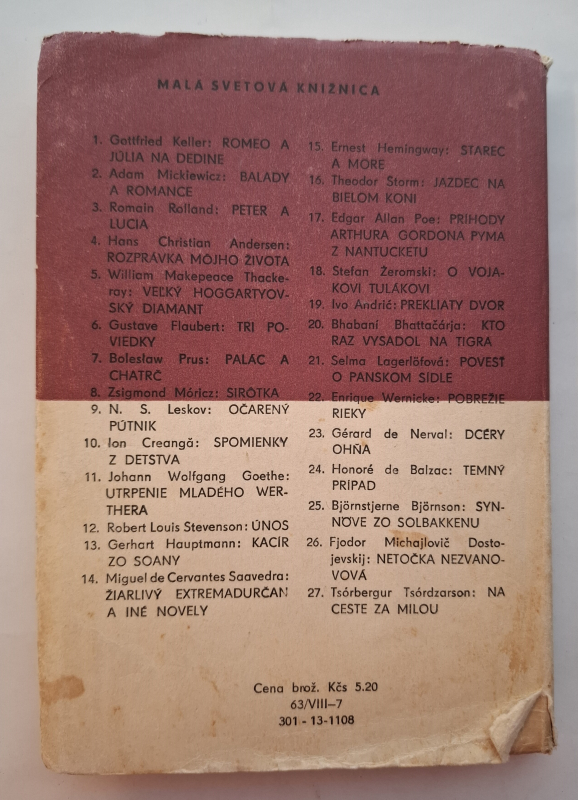 MALÁ SVETOVÁ KNIŽNICA
1. Gottfried Keller: ROMEO A
JÚLIA NA DEDINE
2. Adam Mickiewicz: BALADY
A ROMANCE
3. Romain Rolland: PETER A
LUCIA
4. Hans Christian Andersen:
ROZPRÁVKA MÔJHO ŽIVOTA
5. William Makepeace Thacke-
ray: VEĽKÝ HOGGARTYOV-
SKÝ DIAMANT
6. Gustave Flaubert: TRI PO-
VIEDKY
7. Bolesław Prus: PALÁC A
CHATRČ
8. Zsigmond Móricz: SIRÔTKA
9. N. S. Leskov: OČARENÝ
PÚTNIK
10. Ion Creangă: SPOMIENKY
Z DETSTVA
11. Johann Wolfgang Goethe:
UTRPENIE MLADÉHO WER-
THERA
12. Robert Louis Stevenson: ÚNOS
13. Gerhart Hauptmann: KACÍR
ZO SOANY
14. Miguel de Cervantes Saavedra:
ŽIARLIVÝ EXTREMADURČAN
A INÉ NOVELY
15. Ernest Hemingway: STAREC
A MORE
16. Theodor Storm: JAZDEC NA
BIELOM KONI
17. Edgar Allan Poe: PRÍHODY
ARTHURA GORDONA PYMA
Z NANTUCKETU
18. Stefan Żeromski: O VOJA-
KOVI TULÁKOVI
19. Ivo Andrić: PREKLIATY DVOR
20. Bhabani Bhattačárja: KTO
RAZ VYSADOL NA TIGRA
21. Selma Lagerlöfová: POVESŤ
O PANSKOM SÍDLE
22. Enrique Wernicke: POBREŽIE
RIEKY
23. Gérard de Nerval: DCÉRY
OHŇA
24. Honoré de Balzac: TEMNÝ
PRÍPAD
25. Björnstjerne Björnson: SYN-
NÖVE ZO SOLBAKKENU
26. Fjodor Michajlovič Dosto-
jevskij: NETOČKA NEZVANO-
VOVÁ
27. Tsórbergur Tsórdzarson: NA
CESTE ZA MILOU
Cena brož. Kčs 5.20
63/VIII-7
301 - 13-1108